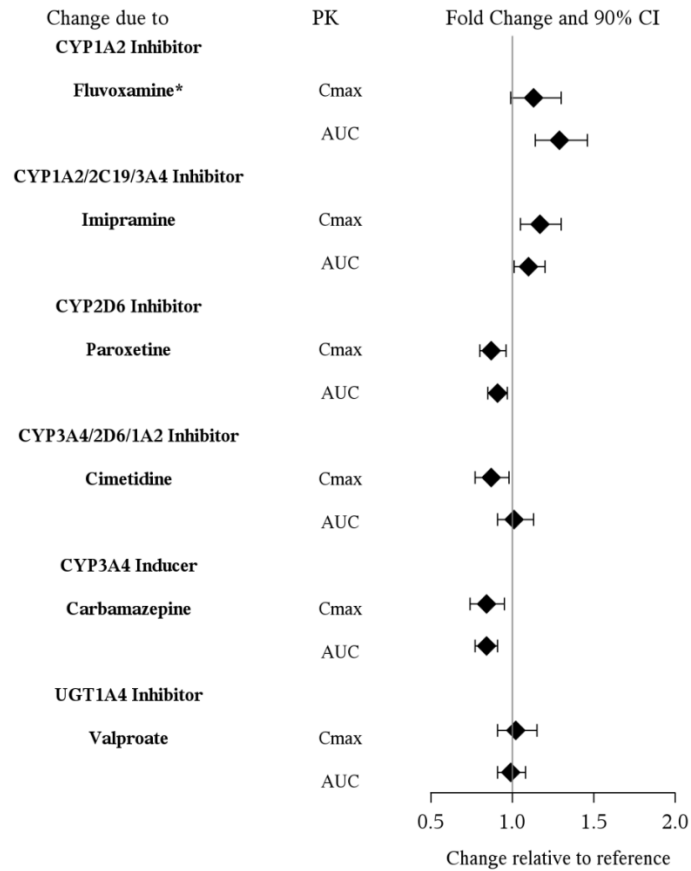 Change due to PK Fold Change and 90% CI
CYP1A2 Inhibitor
Fluvoxamine* Cmax
AUC
CYP1A2/2C19/3A4 Inhibitor
Imipramine Cmax
AUC
CYP2D6 Inhibitor
Paroxetine Cmax
AUC
CYP3A4/2D6/1A2 Inhibitor
Cimetidine Cmax
AUC
CYP3A4 Inducer
Carbamazepine Cmax
AUC
UGT1A4 Inhibitor
Valproate Cmax
AUC
0.5 1.0 1.5 2.0
Change relative to reference